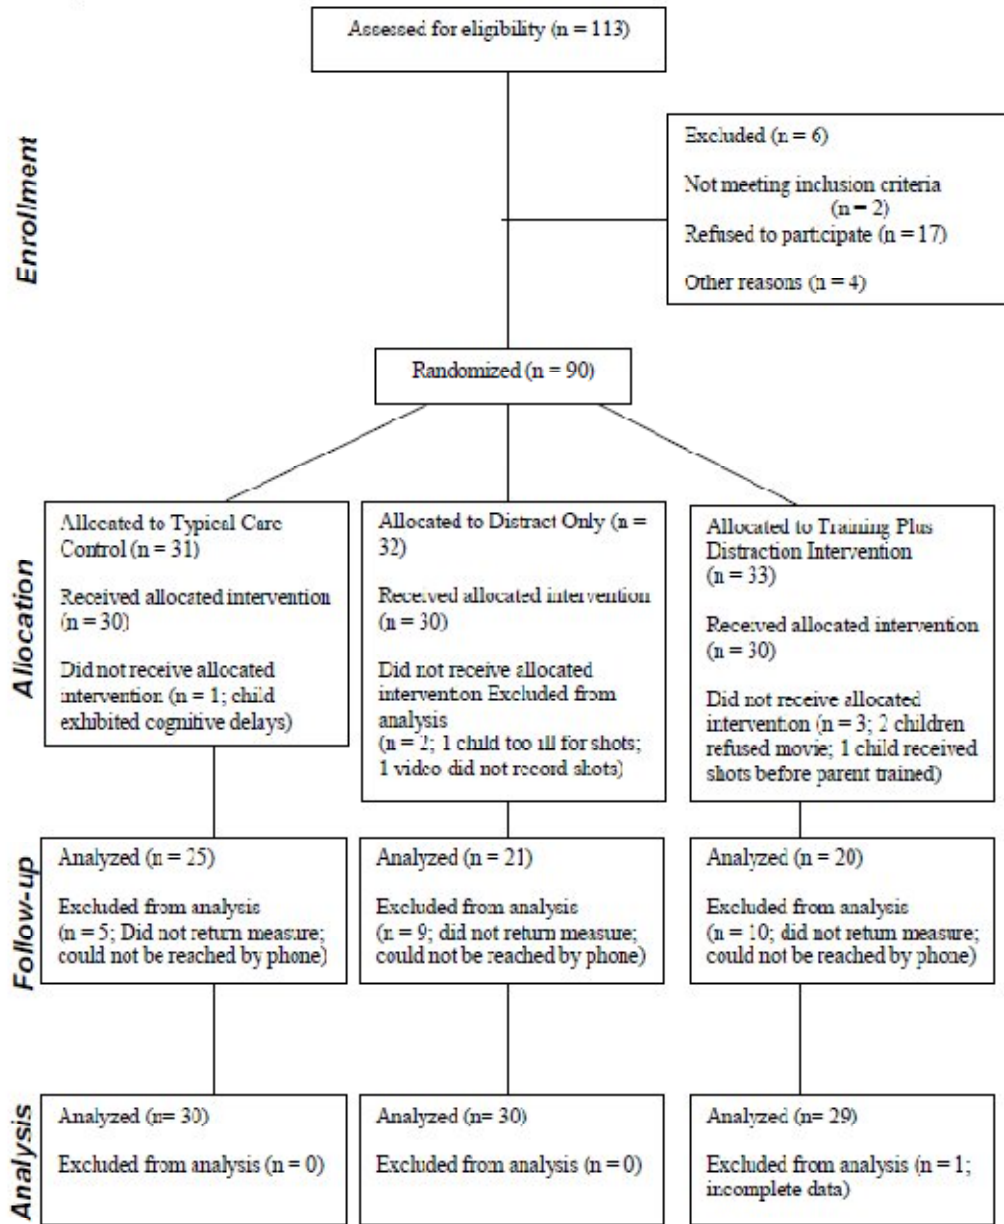 Assessed for eligibility (n = 113)
Enrollment
Excluded (n = 6)
Not meeting inclusion criteria
(n = 2)
Refused to participate (n = 17)
Other reasons (n = 4)
Randomized (n = 90)
Allocation
Allocated to Typical Care
Control (n = 31)
Received allocated intervention
(n = 30)
Did not receive allocated
intervention (n = 1; child
exhibited cognitive delays)
Allocated to Distract Only (n =
32)
Received allocated intervention
(n = 30)
Did not receive allocated
intervention Excluded from
analysis
(n = 2; 1 child too ill for shots;
1 video did not record shots)
Allocated to Training Plus
Distraction Intervention
(n = 33)
Received allocated intervention
(n = 30)
Did not receive allocated
intervention (n = 3; 2 children
refused movie; 1 child received
shots before parent trained)
Follow-up
Analyzed (n = 25)
Excluded from analysis
(n = 5; Did not return measure;
could not be reached by phone)
Analyzed (n = 21)
Excluded from analysis
(n = 9; did not return measure;
could not be reached by phone)
Analyzed (n = 20)
Excluded from analysis
(n = 10; did not return measure;
could not be reached by phone)
Analysis
Analyzed (n= 30)
Excluded from analysis (n = 0)
Analyzed (n= 30)
Excluded from analysis (n = 0)
Analyzed (n= 29)
Excluded from analysis (n = 1;
incomplete data)